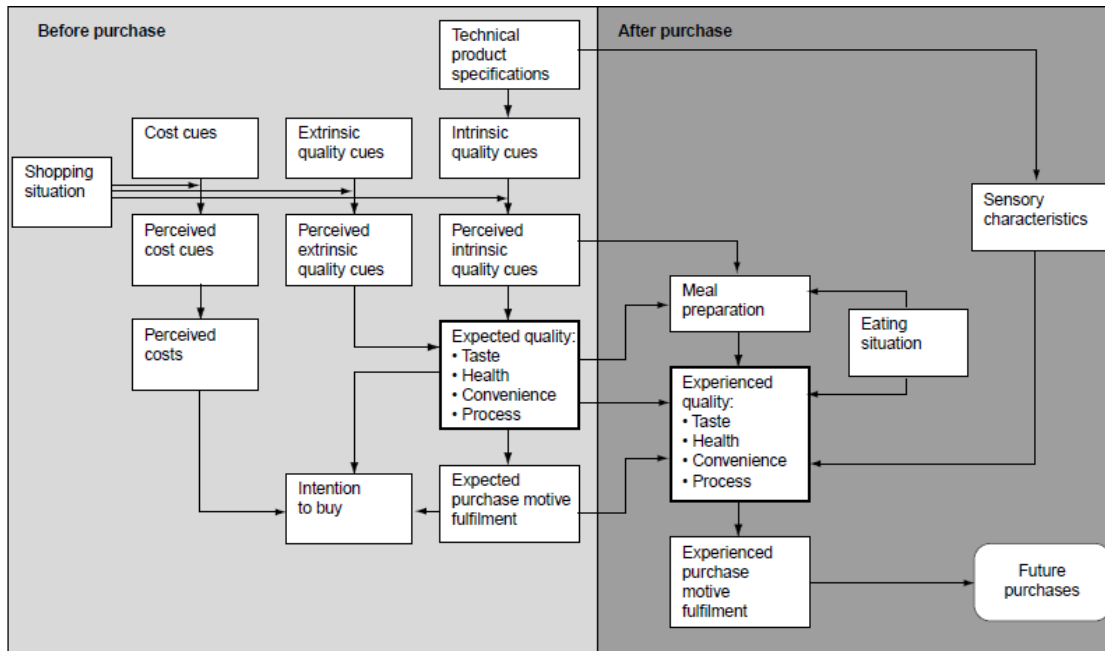 Before purchase
After purchase
Technical
product
specifications
Cost cues
Extrinsic
quality cues
Intrinsic
quality cues
Shopping
situation
Sensory
characteristics
Perceived
cost cues
Perceived
extrinsic
quality cues
Perceived
intrinsic
quality cues
Meal
preparation
Eating
situation
Perceived
costs
Expected quality:
• Taste
• Health
• Convenience
• Process
Experienced
quality:
• Taste
• Health
• Convenience
• Process
Intention
to buy
Expected
purchase motive
fulfilment
Experienced
purchase
motive
fulfilment
Future
purchases